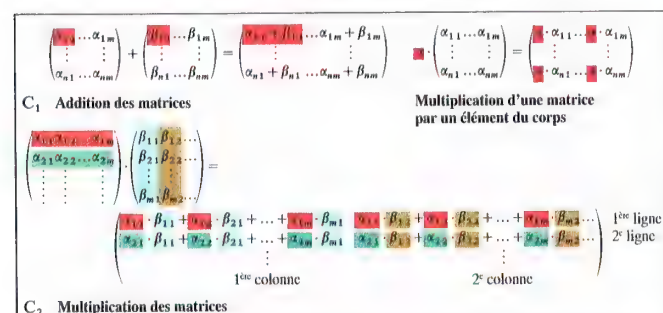 (α₁₁ … α₁ₘ ⋮ ⋮ αₙ₁ … αₙₘ) + (β₁₁ … β₁ₘ ⋮ ⋮ βₙ₁ … βₙₘ) = (α₁₁ + β₁₁ … α₁ₘ + β₁ₘ ⋮ ⋮ αₙ₁ + βₙ₁ … αₙₘ + βₙₘ)
· (α₁₁ … α₁ₘ ⋮ ⋮ αₙ₁ … αₙₘ) = ( · α₁₁ … · α₁ₘ ⋮ ⋮ · αₙ₁ … · αₙₘ)
C₁ Addition des matrices
Multiplication d'une matrice
par un élément du corps
(α₁₁ α₁₂ … α₁ₘ α₂₁ α₂₂ … α₂ₘ ⋮ ⋮ ⋮) · (β₁₁ β₁₂ … β₂₁ β₂₂ … ⋮ ⋮ βₘ₁ βₘ₂ …) =
α₁₁ · β₁₁ + α₁₂ · β₂₁ + … + α₁ₘ · βₘ₁ α₁₁ · β₁₂ + α₁₂ · β₂₂ + … + α₁ₘ · βₘ₂ … 1ère ligne
α₂₁ · β₁₁ + α₂₂ · β₂₁ + … + α₂ₘ · βₘ₁ α₂₁ · β₁₂ + α₂₂ · β₂₂ + … + α₂ₘ · βₘ₂ … 2e ligne
⋮ ⋮
1ère colonne 2e colonne
C₂ Multiplication des matrices